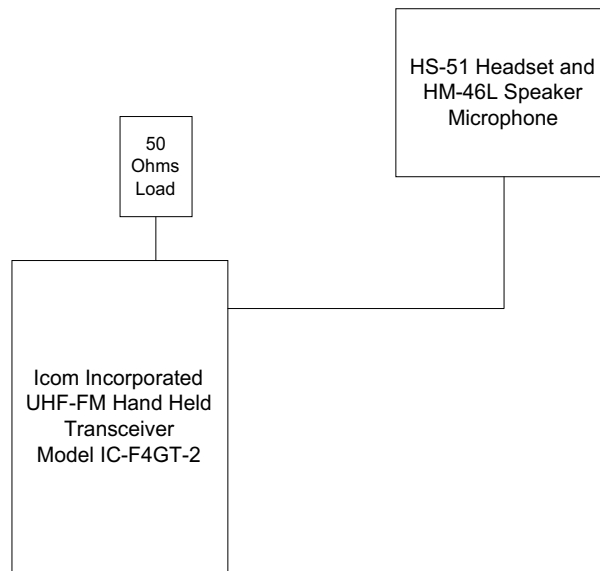 HS-51 Headset and
HM-46L Speaker
Microphone
50
Ohms
Load
Icom Incorporated
UHF-FM Hand Held
Transceiver
Model IC-F4GT-2